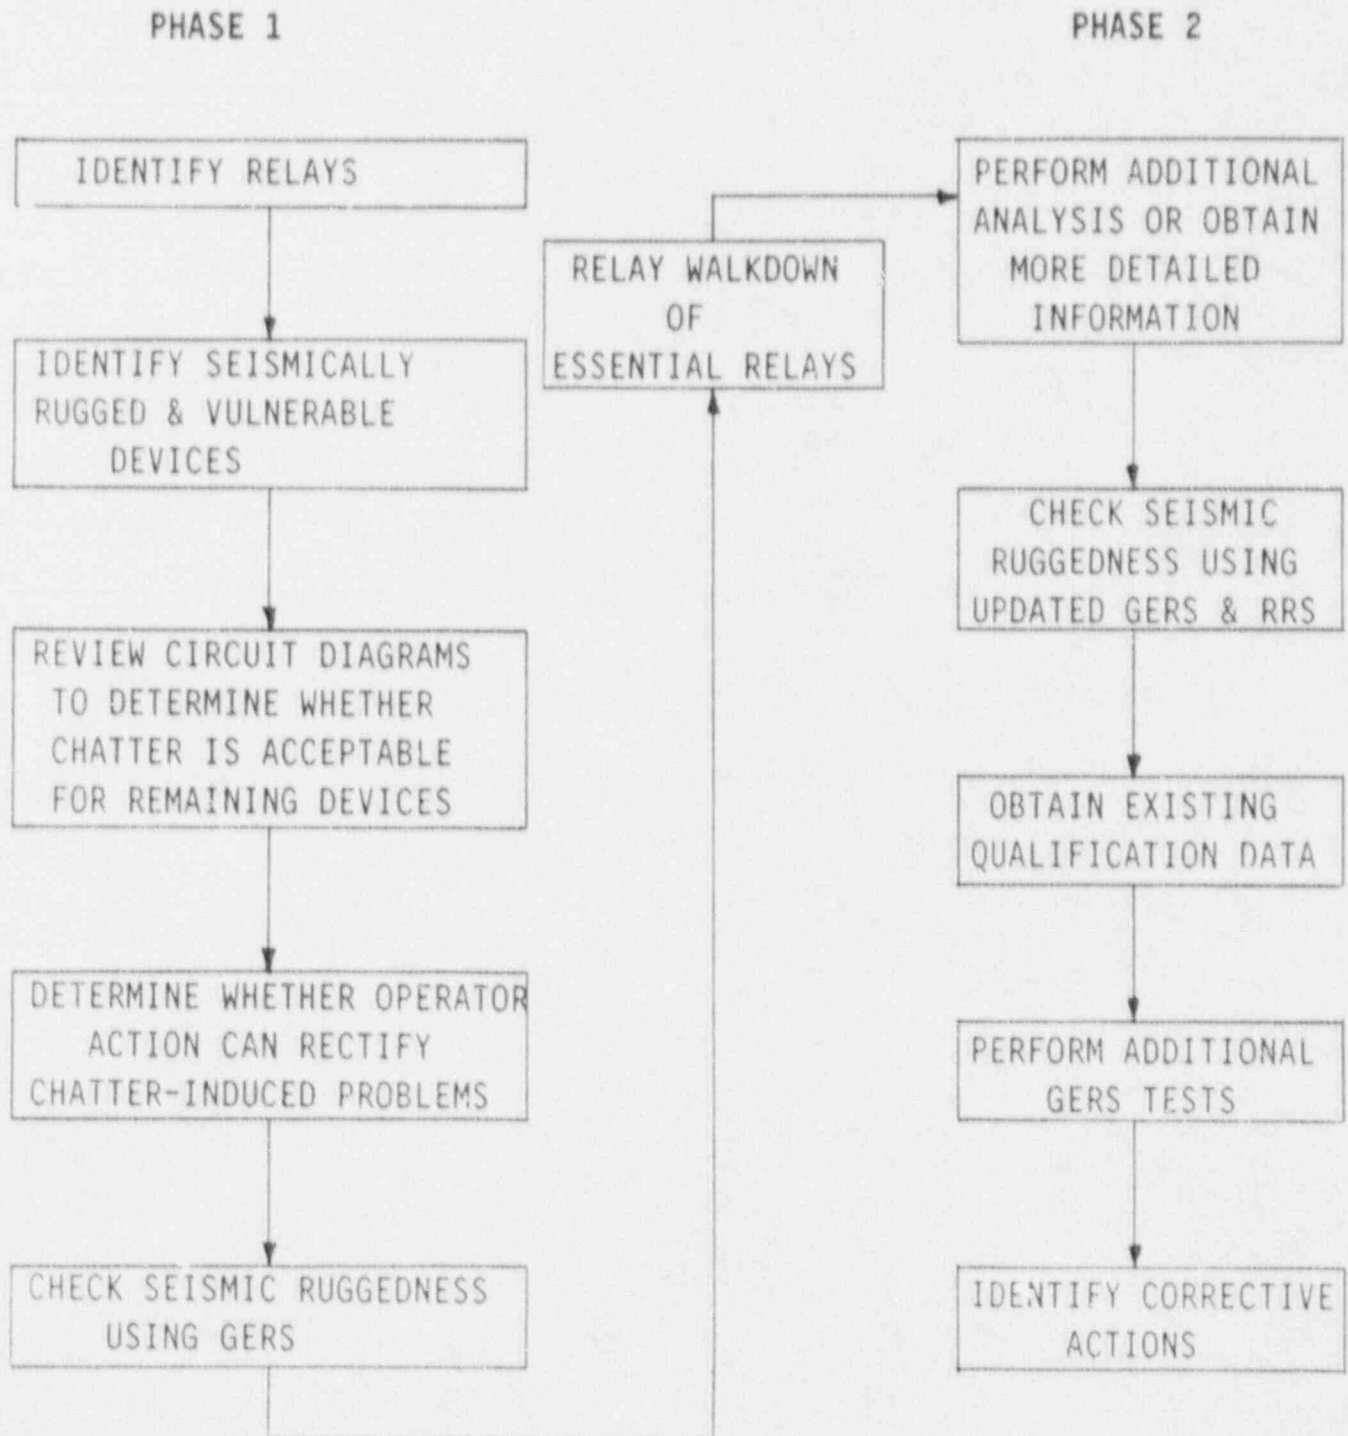 PHASE 1
IDENTIFY RELAYS
IDENTIFY SEISMICALLY
RUGGED & VULNERABLE
DEVICES
REVIEW CIRCUIT DIAGRAMS
TO DETERMINE WHETHER
CHATTER IS ACCEPTABLE
FOR REMAINING DEVICES
DETERMINE WHETHER OPERATOR
ACTION CAN RECTIFY
CHATTER-INDUCED PROBLEMS
CHECK SEISMIC RUGGEDNESS
USING GERS
RELAY WALKDOWN
OF
ESSENTIAL RELAYS
PHASE 2
PERFORM ADDITIONAL
ANALYSIS OR OBTAIN
MORE DETAILED
INFORMATION
CHECK SEISMIC
RUGGEDNESS USING
UPDATED GERS & RRS
OBTAIN EXISTING
QUALIFICATION DATA
PERFORM ADDITIONAL
GERS TESTS
IDENTIFY CORRECTIVE
ACTIONS